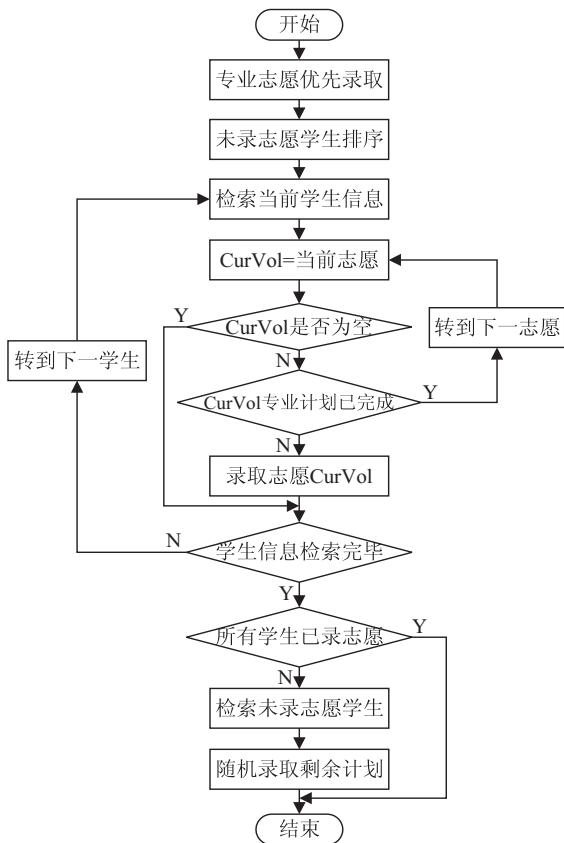 开始
专业志愿优先录取
未录志愿学生排序
检索当前学生信息
CurVol=当前志愿
Y
CurVol是否为空
转到下一志愿
转到下一学生
N
CurVol专业计划已完成
Y
N
录取志愿CurVol
N
学生信息检索完毕
Y
所有学生已录志愿
Y
N
检索未录志愿学生
随机录取剩余计划
结束